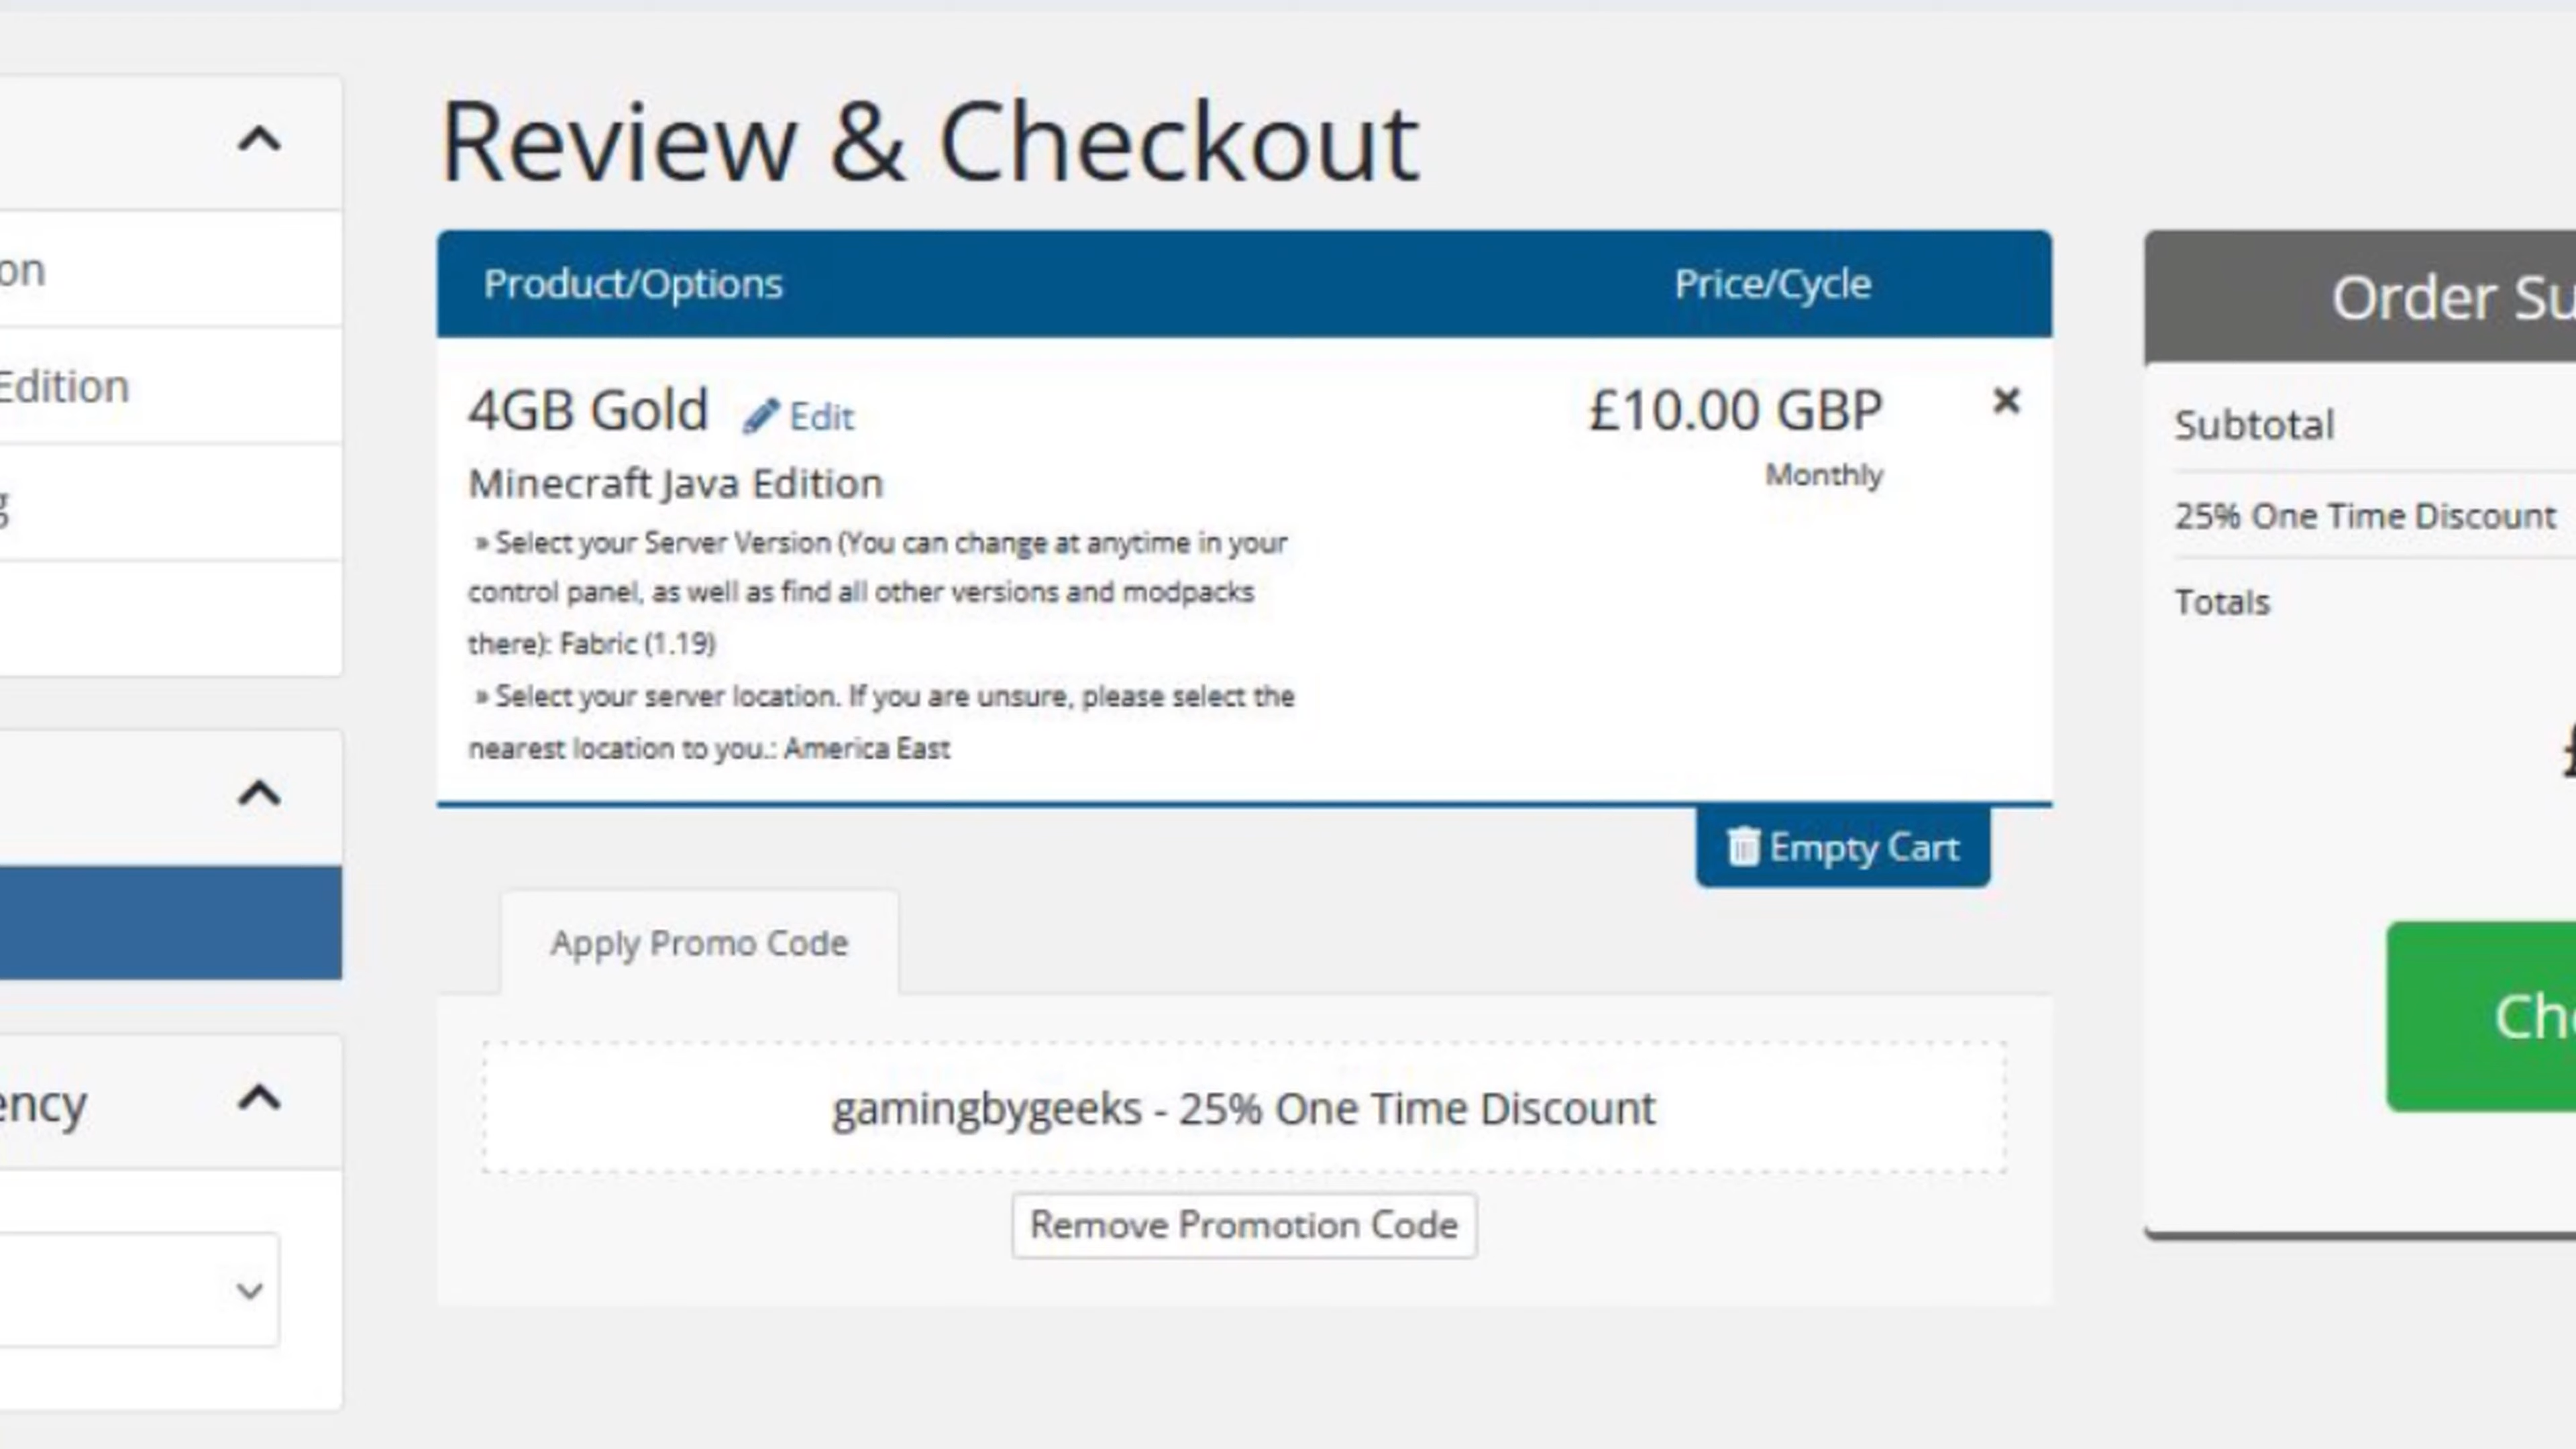 Review & Checkout
on
Edition
g
ency
Product/Options
Price/Cycle
4GB Gold
Edit
£10.00 GBP
Minecraft Java Edition
Monthly
» Select your Server Version (You can change at anytime in your
control panel, as well as find all other versions and modpacks
there): Fabric (1.19)
» Select your server location. If you are unsure, please select the
nearest location to you.: America East
Empty Cart
Apply Promo Code
gamingbygeeks - 25% One Time Discount
Remove Promotion Code
Order Su
Subtotal
25% One Time Discount
Totals
£
Che